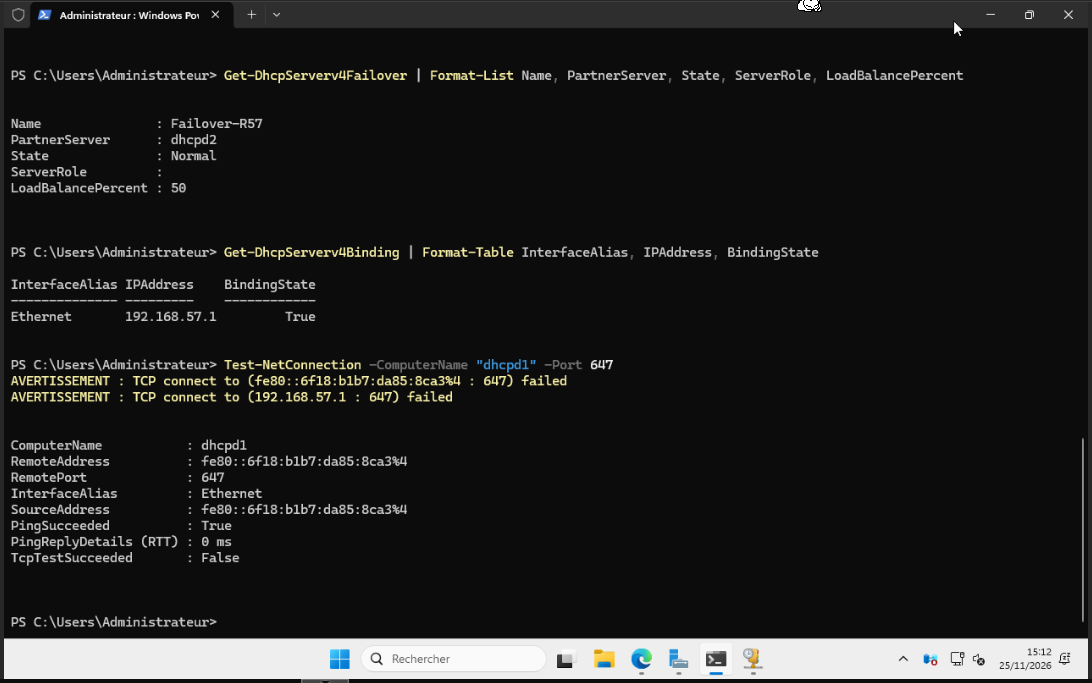 Administrateur : Windows Pov
PS C:\Users\Administrateur> Get-DhcpServerv4Failover | Format-List Name, PartnerServer, State, ServerRole, LoadBalancePercent
Name : Failover-R57
PartnerServer : dhcpd2
State : Normal
ServerRole :
LoadBalancePercent : 50
PS C:\Users\Administrateur> Get-DhcpServerv4Binding | Format-Table InterfaceAlias, IPAddress, BindingState
InterfaceAlias IPAddress BindingState
-------------- --------- ------------
Ethernet 192.168.57.1 True
PS C:\Users\Administrateur> Test-NetConnection -ComputerName "dhcpd1" -Port 647
AVERTISSEMENT : TCP connect to (fe80::6f18:b1b7:da85:8ca3%4 : 647) failed
AVERTISSEMENT : TCP connect to (192.168.57.1 : 647) failed
ComputerName : dhcpd1
RemoteAddress : fe80::6f18:b1b7:da85:8ca3%4
RemotePort : 647
InterfaceAlias : Ethernet
SourceAddress : fe80::6f18:b1b7:da85:8ca3%4
PingSucceeded : True
PingReplyDetails (RTT) : 0 ms
TcpTestSucceeded : False
PS C:\Users\Administrateur>
Rechercher
15:12
25/11/2026